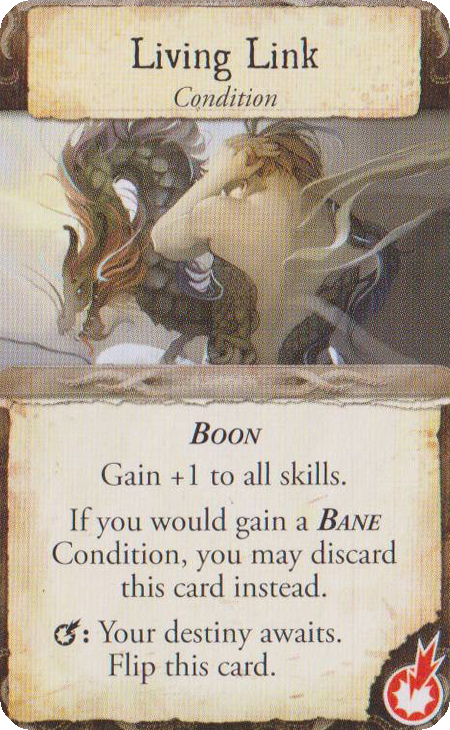 Living Link
Condition
BOON
Gain +1 to all skills.
If you would gain a BANE
Condition, you may discard
this card instead.
: Your destiny awaits.
Flip this card.